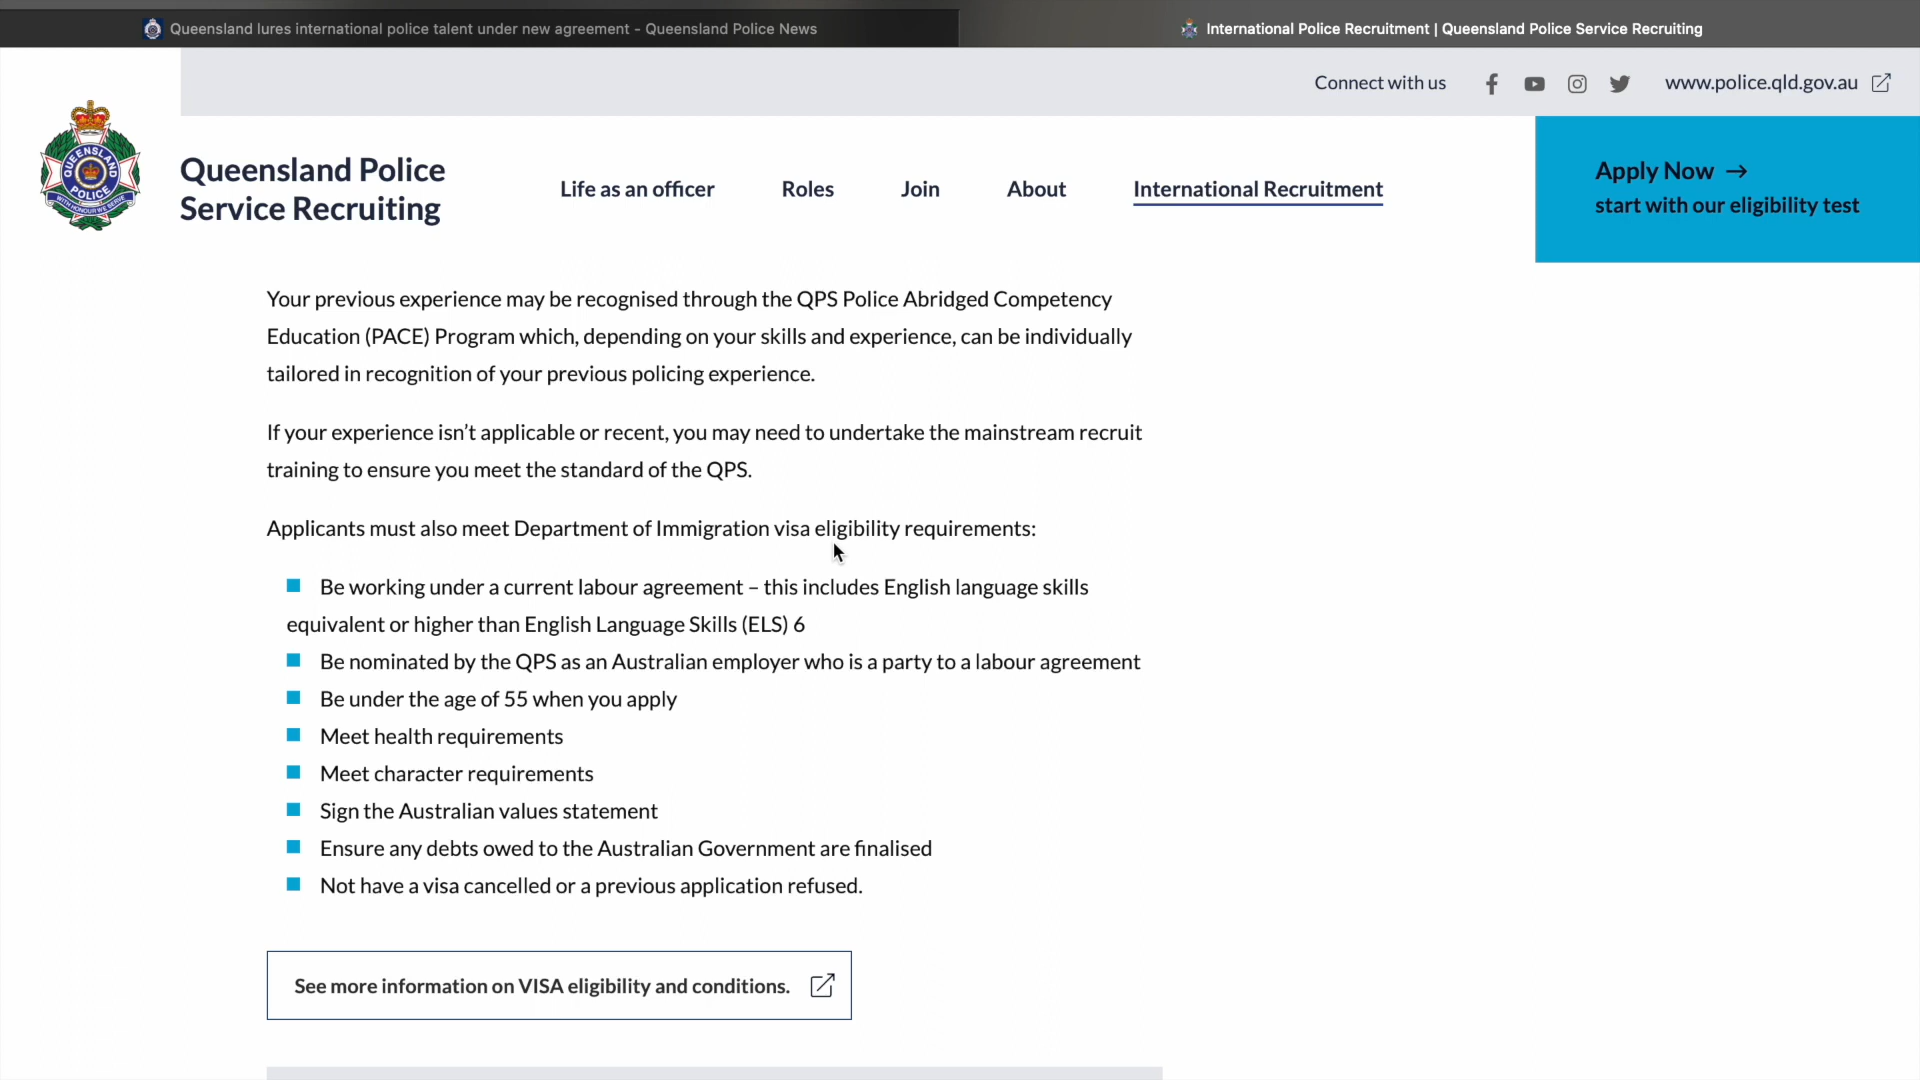 Queensland lures international police talent under new agreement - Queensland Police News
International Police Recruitment | Queensland Police Service Recruiting
Connect with us
www.police.qld.gov.au
QUEENSLAND
POLICE
WITH HONOUR WE SERVE
Queensland Police
Service Recruiting
Life as an officer
Roles
Join
About
International Recruitment
Apply Now →
start with our eligibility test
Your previous experience may be recognised through the QPS Police Abridged Competency
Education (PACE) Program which, depending on your skills and experience, can be individually
tailored in recognition of your previous policing experience.
If your experience isn’t applicable or recent, you may need to undertake the mainstream recruit
training to ensure you meet the standard of the QPS.
Applicants must also meet Department of Immigration visa eligibility requirements:
Be working under a current labour agreement – this includes English language skills
equivalent or higher than English Language Skills (ELS) 6
Be nominated by the QPS as an Australian employer who is a party to a labour agreement
Be under the age of 55 when you apply
Meet health requirements
Meet character requirements
Sign the Australian values statement
Ensure any debts owed to the Australian Government are finalised
Not have a visa cancelled or a previous application refused.
See more information on VISA eligibility and conditions.